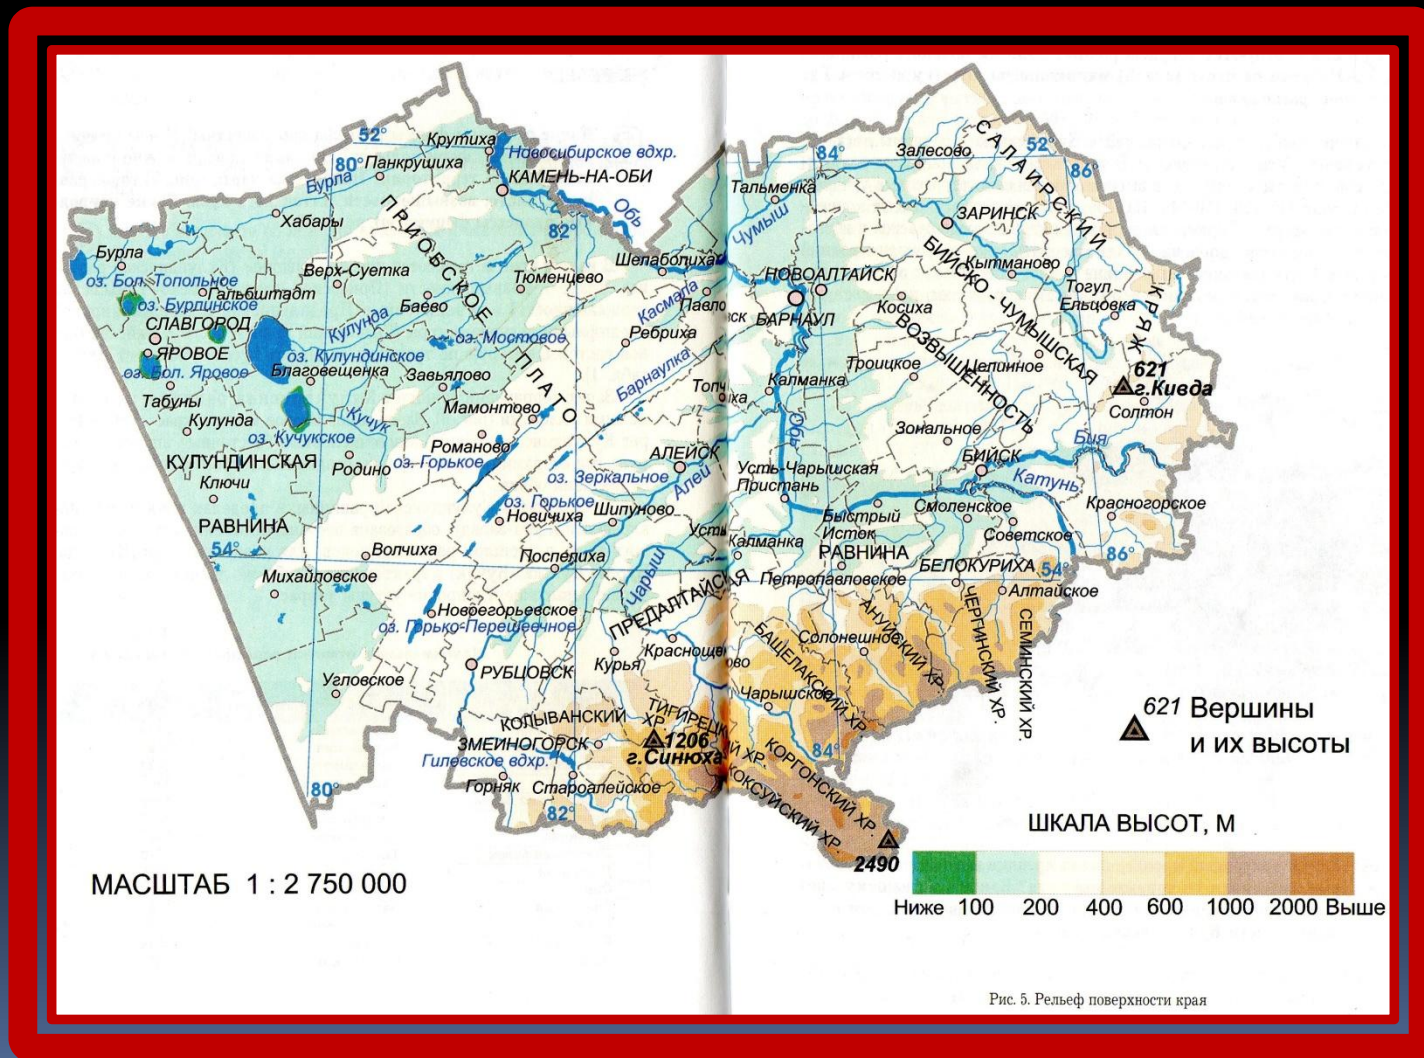 52°
Крутиха
80°
Панкрушиха
Новосибирское вдхр.
КАМЕНЬ-НА-ОБИ
Бурла
Хабары
Обь
82°
ПРИОБСКОЕ ПЛАТО
Бурла
оз. Бол. Топольное
Гальбштадт
Верх-Суетка
Тюменцево
Шелаболиха
оз. Бурлинское
Баево
СЛАВГОРОД
Кулунда
Касмала
Павло
вск
ЯРОВОЕ
оз. Кулундинское
оз. Мостовое
Ребриха
оз. Бол. Яровое
Благовещенка
Завьялово
Барнаулка
Табуны
Мамонтово
Топч
иха
Кулунда
Кучук
оз. Кучукское
Романово
КУЛУНДИНСКАЯ
РАВНИНА
Родино
оз. Горькое
АЛЕЙСК
Ключи
оз. Зеркальное
Алей
оз. Горькое
Новичиха
Шипуново
54°
Волчиха
Поспелиха
Усть
Калманка
Михайловское
Чарыш
ПРЕДАЛТАЙСКАЯ
РАВНИНА
Новоегорьевское
оз. Горько-Перешеечное
Краснощё
ово
РУБЦОВСК
Курья
Угловское
КОЛЫВАНСКИЙ
ХР.
ТИГИРЕЦК
ИЙ ХР.
ЗМЕИНОГОРСК
1206
г.Синюха
Гилевское вдхр.
Горняк
Староалейское
80°
82°
84°
Залесово
САЛАИРСКИЙ
КРЯЖ
52°
86°
Тальменка
Чумыш
ЗАРИНСК
БИЙСКО - ЧУМЫШСКАЯ
ВОЗВЫШЕННОСТЬ
Кытманово
НОВОАЛТАЙСК
Тогул
Ельцовка
БАРНАУЛ
Косиха
Троицкое
Целинное
621
г.Кивда
Калманка
Солтон
Обь
Зональное
Бия
Усть-Чарышская
Пристань
БИЙСК
Катунь
Смоленское
Красногорское
Быстрый
Исток
Советское
БЕЛОКУРИХА
54°
86°
Петропавловское
Алтайское
БАЩЕЛАКСКИЙ ХР.
Солонешное
АНУЙСКИЙ ХР.
ЧЕРГИНСКИЙ ХР.
СЕМИНСКИЙ ХР.
Чарышское
84°
КОРГОНСКИЙ ХР.
КОКСУЙСКИЙ ХР.
2490
621 Вершины
и их высоты
ШКАЛА ВЫСОТ, М
Ниже 100 200 400 600 1000 2000 Выше
МАСШТАБ 1 : 2 750 000
Рис. 5. Рельеф поверхности края